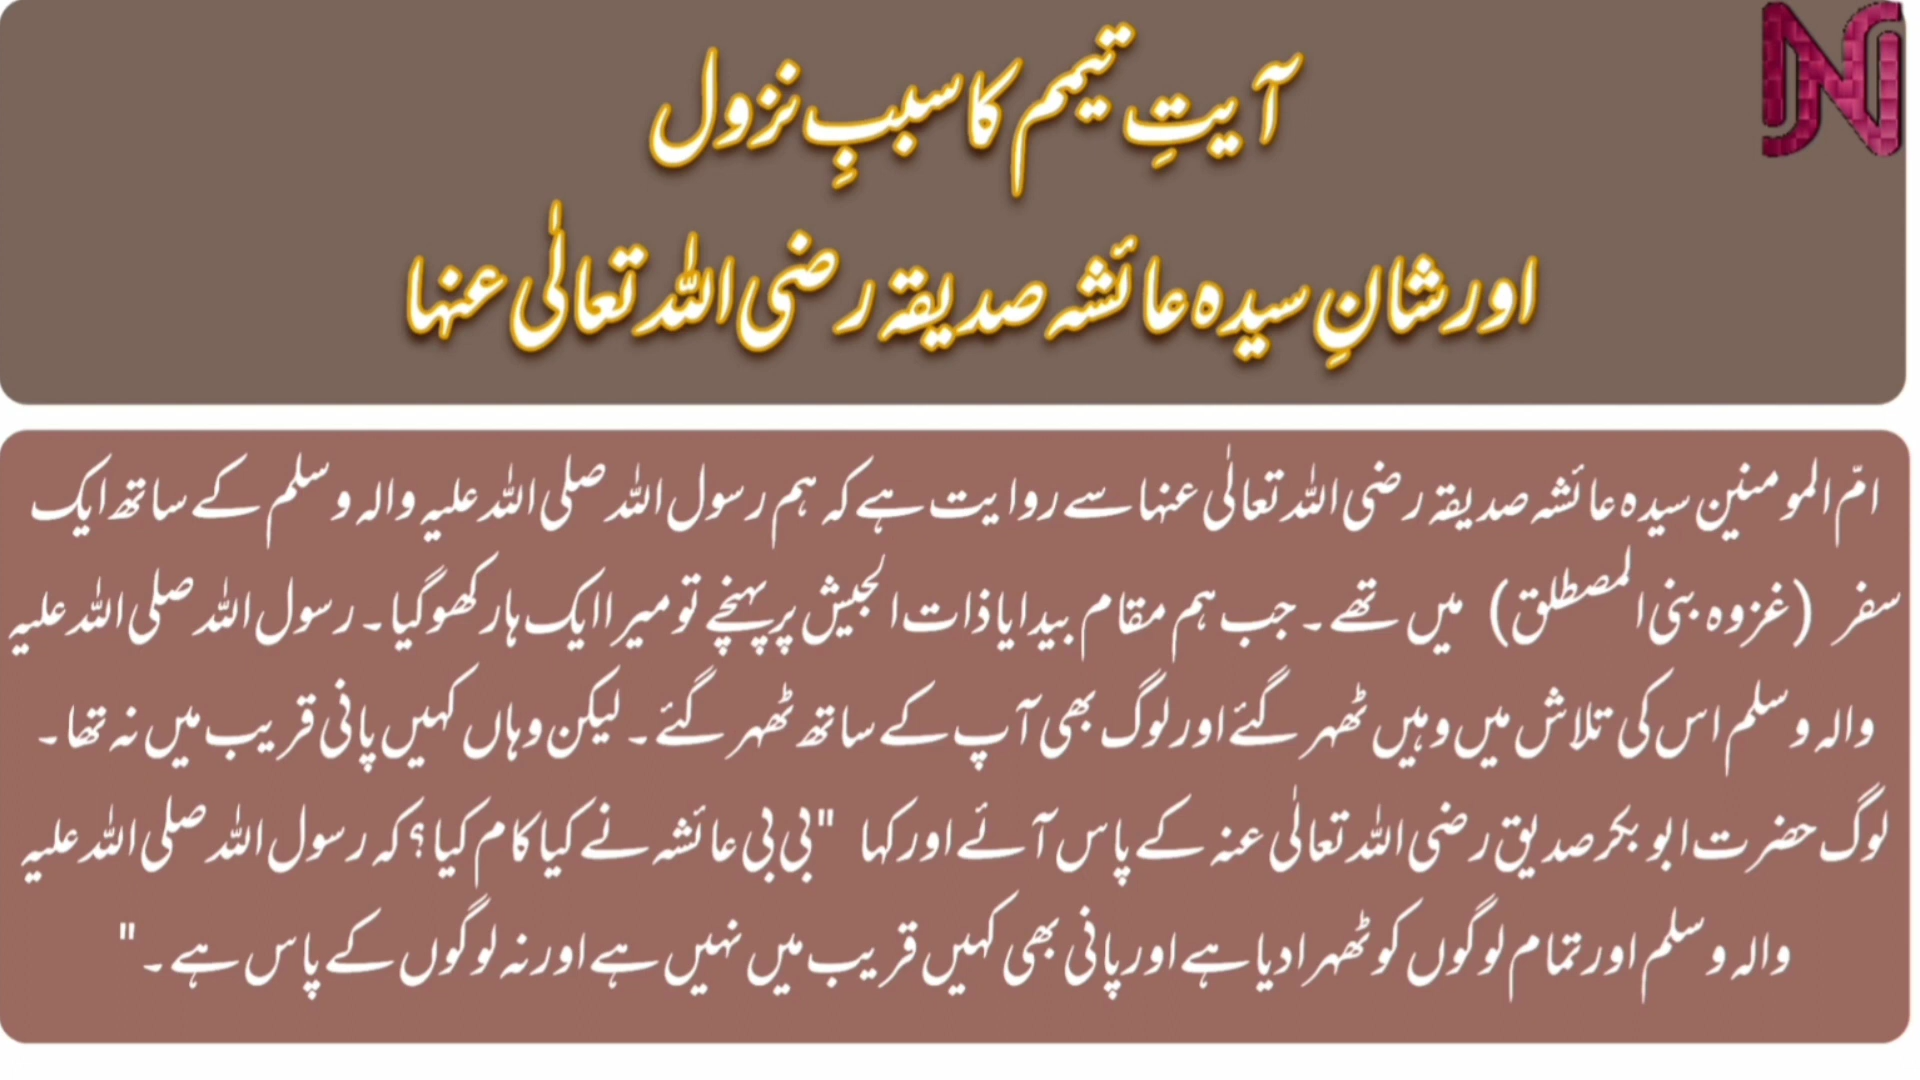 آیتِ تیمم کا سببِ نزول
اور شانِ سیدہ عائشہ صدیقہ رضی اللہ تعالٰی عنہا
امّ المومنین سیدہ عائشہ صدیقہ رضی اللہ تعالٰی عنہا سے روایت ہے کہ ہم رسول اللہ صلی اللہ علیہ والہ وسلم کے ساتھ ایک
سفر (غزوہ بنی المصطلق) میں تھے۔ جب ہم مقام بیدا یا ذات الجیش پر پہنچے تو میرا ایک ہار کھو گیا۔ رسول اللہ صلی اللہ علیہ
والہ وسلم اس کی تلاش میں وہیں ٹھہر گئے اور لوگ بھی آپ کے ساتھ ٹھہر گئے۔ لیکن وہاں کہیں پانی قریب میں نہ تھا۔
لوگ حضرت ابو بکر صدیق رضی اللہ تعالٰی عنہ کے پاس آئے اور کہا "بی بی عائشہ نے کیا کام کیا؟ کہ رسول اللہ صلی اللہ علیہ
والہ وسلم اور تمام لوگوں کو ٹھہرا دیا ہے اور پانی بھی کہیں قریب میں نہیں ہے اور نہ لوگوں کے پاس ہے۔"